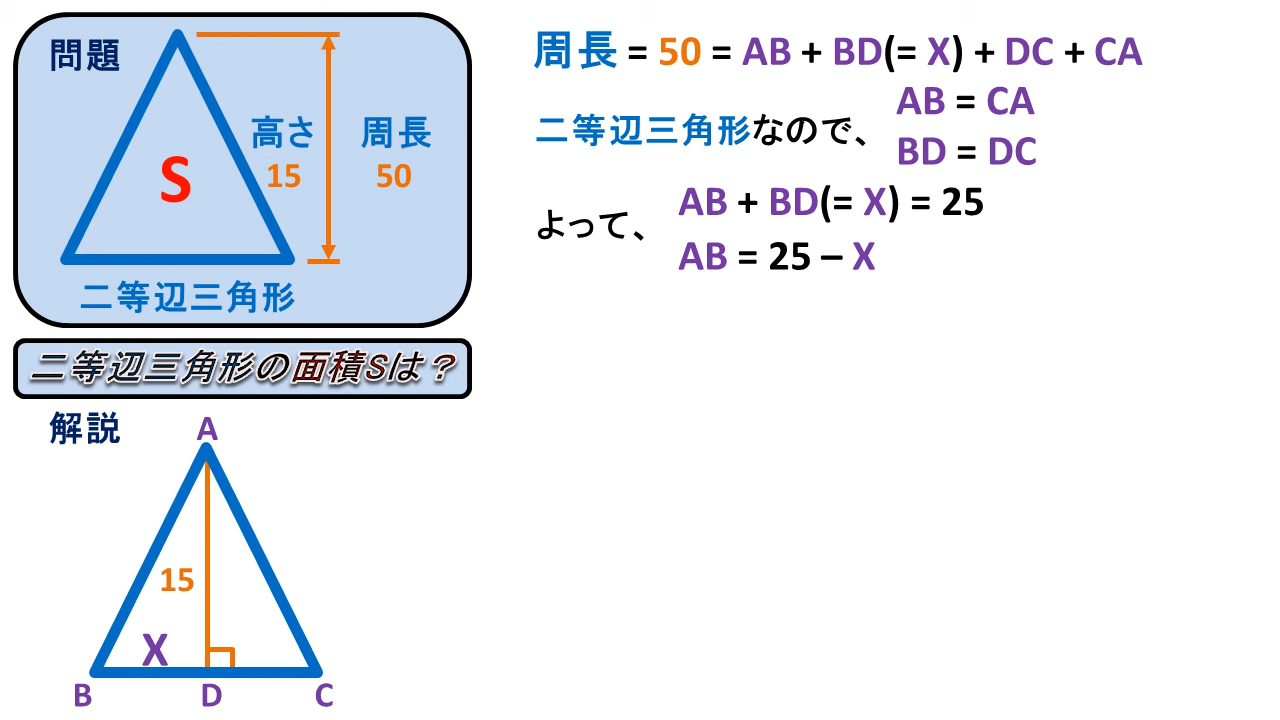 問題
高さ
15
周長
50
S
二等辺三角形
二等辺三角形の面積Sは？
解説
A
15
X
B D C
周長 = 50 = AB + BD(= X) + DC + CA
二等辺三角形なので、
AB = CA
BD = DC
よって、
AB + BD(= X) = 25
AB = 25 – X